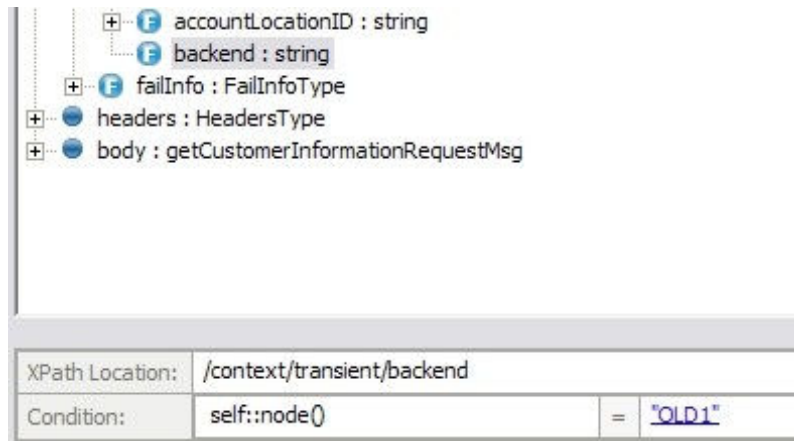 accountLocationID : string
backend : string
failInfo : FailInfoType
headers : HeadersType
body : getCustomerInformationRequestMsg
XPath Location: /context/transient/backend
Condition: self::node() = "OLD1"